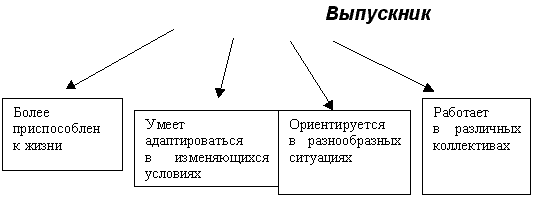 Выпускник
Более
приспособлен
к жизни
Умеет
адаптироваться
в изменяющихся
условиях
Ориентируется
в разнообразных
ситуациях
Работает
в различных
коллективах